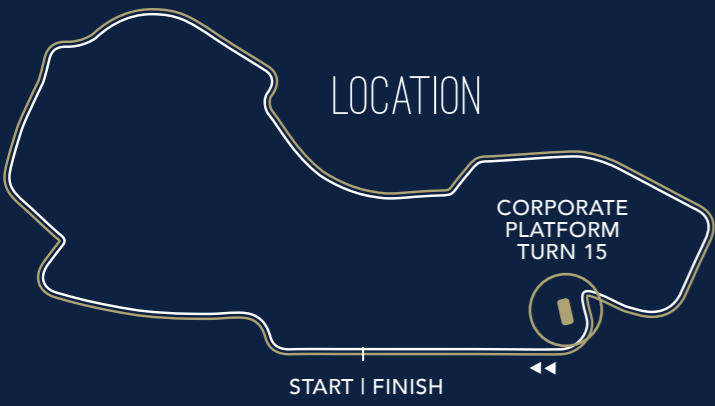 LOCATION
CORPORATE
PLATFORM
TURN 15
START | FINISH